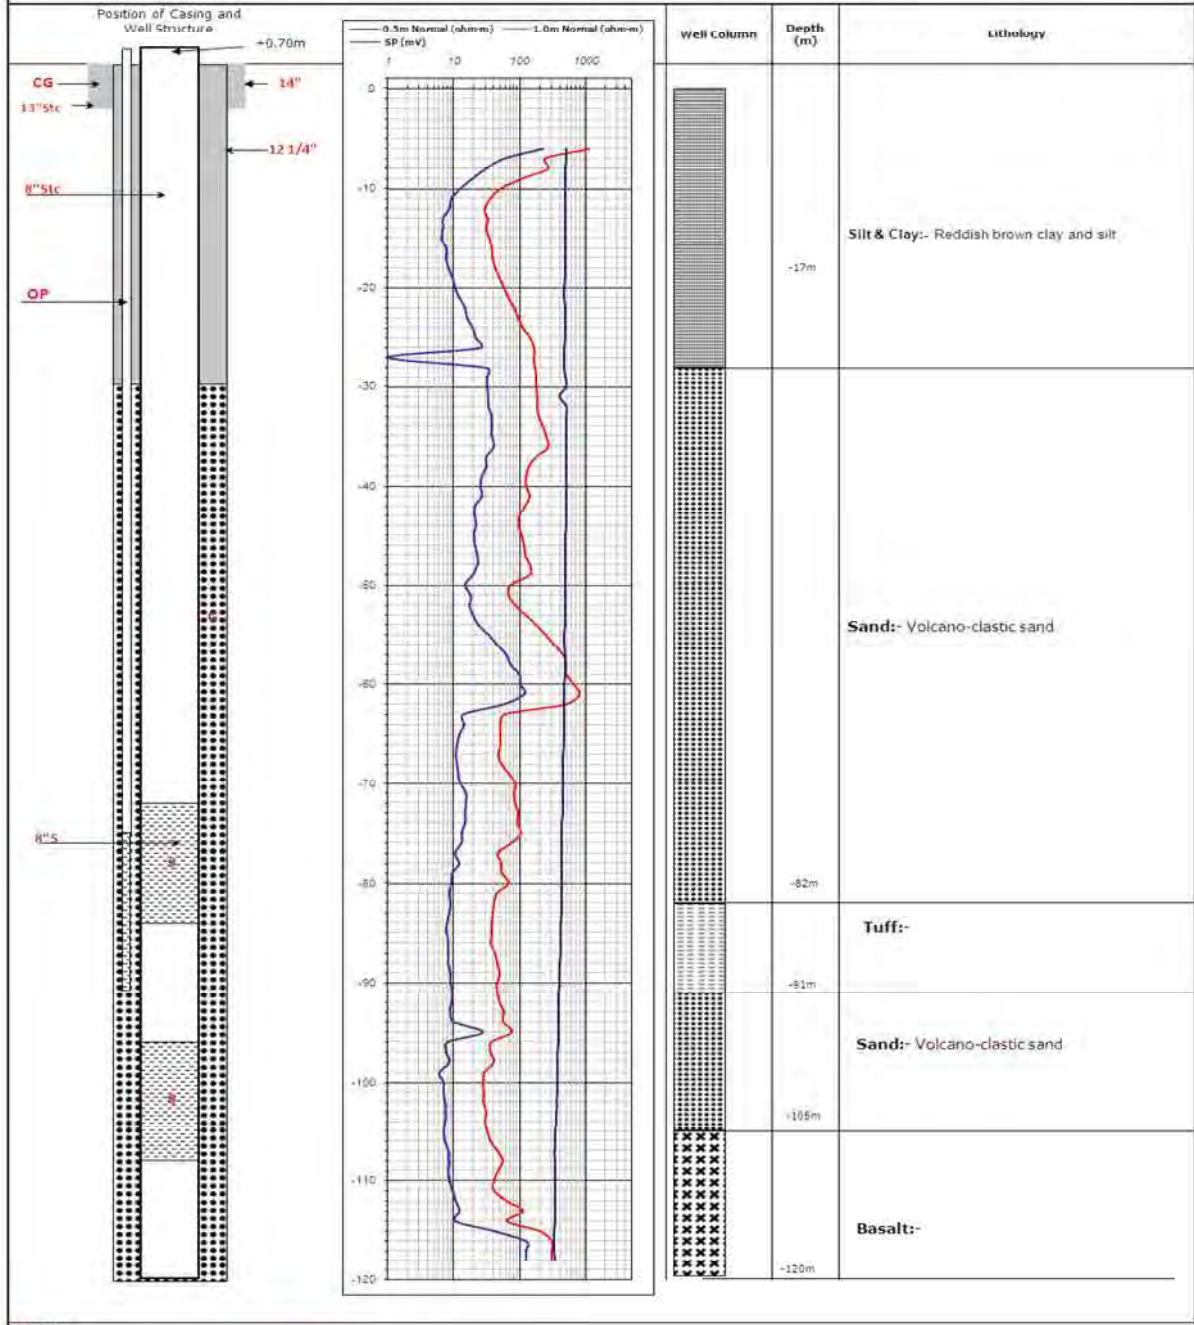 Position of Casing and
Well Structure
+0.70m
CG
14"
13"Stc
12 1/4"
8"Stc
OP
8"S
0.5m Normal (ohm-m) 1.0m Normal (ohm-m)
SP (mV)
1 10 100 1000
0
-10
-20
-30
-40
-50
-60
-70
-80
-90
-100
-110
-120
Well Column
Depth
(m)
Lithology
Silt & Clay:- Reddish brown clay and silt
-17m
Sand:- Volcano-clastic sand
-82m
Tuff:-
-91m
Sand:- Volcano-clastic sand
-105m
Basalt:-
-120m